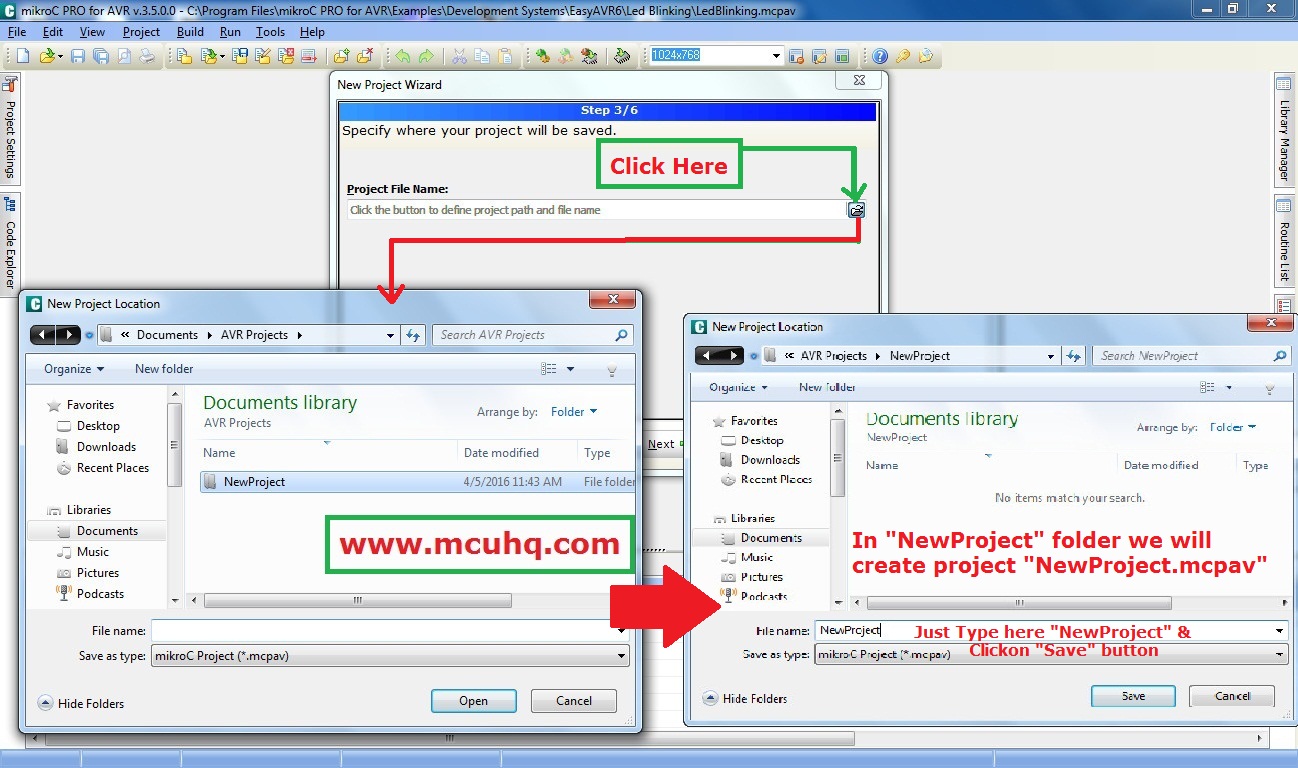 mikroC PRO for AVR v.3.5.0.0 - C:\Program Files\mikroC PRO for AVR\Examples\Development Systems\EasyAVR6\Led Blinking\LedBlinking.mcpav
File Edit View Project Build Run Tools Help
1024x768
Project Settings
Code Explorer
Library Manager
Routine List
New Project Wizard
Step 3/6
Specify where your project will be saved.
Click Here
Project File Name:
Click the button to define project path and file name
Next
New Project Location
« Documents AVR Projects
Search AVR Projects
Organize New folder
Favorites
Desktop
Downloads
Recent Places
Libraries
Documents
Music
Pictures
Podcasts
Documents library
AVR Projects
Arrange by: Folder
Name Date modified Type
NewProject 4/5/2016 11:43 AM File folder
www.mcuhq.com
File name:
Save as type: mikroC Project (*.mcpav)
Hide Folders
Open Cancel
New Project Location
« AVR Projects NewProject
Search NewProject
Organize New folder
Favorites
Desktop
Downloads
Recent Places
Libraries
Documents
Music
Pictures
Podcasts
Documents library
NewProject
Arrange by: Folder
Name Date modified Type
No items match your search.
In "NewProject" folder we will
create project "NewProject.mcpav"
File name: NewProject
Just Type here "NewProject" &
Clickon "Save" button
Save as type: mikroC Project (*.mcpav)
Hide Folders
Save Cancel